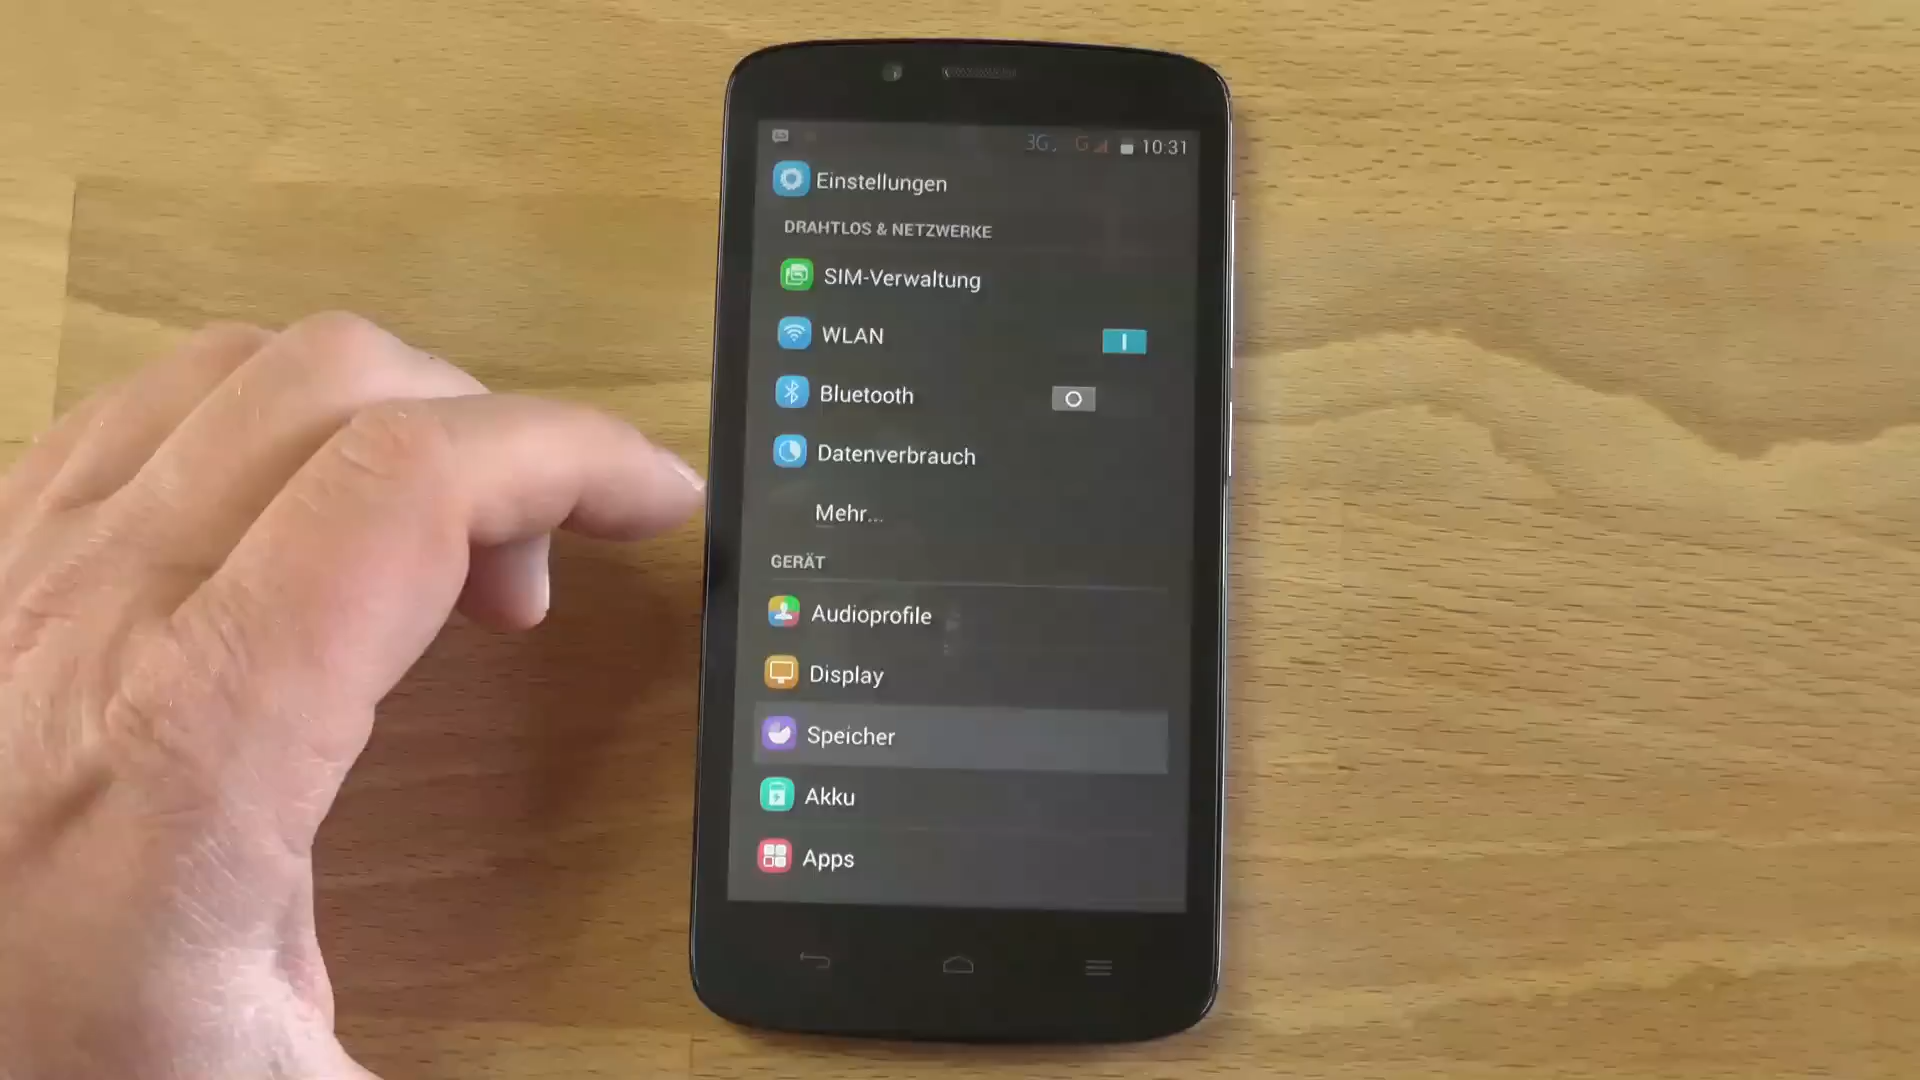 3G G 10:31
Einstellungen
DRAHTLOS & NETZWERKE
SIM-Verwaltung
WLAN
Bluetooth
Datenverbrauch
Mehr...
GERÄT
Audioprofile
Display
Speicher
Akku
Apps